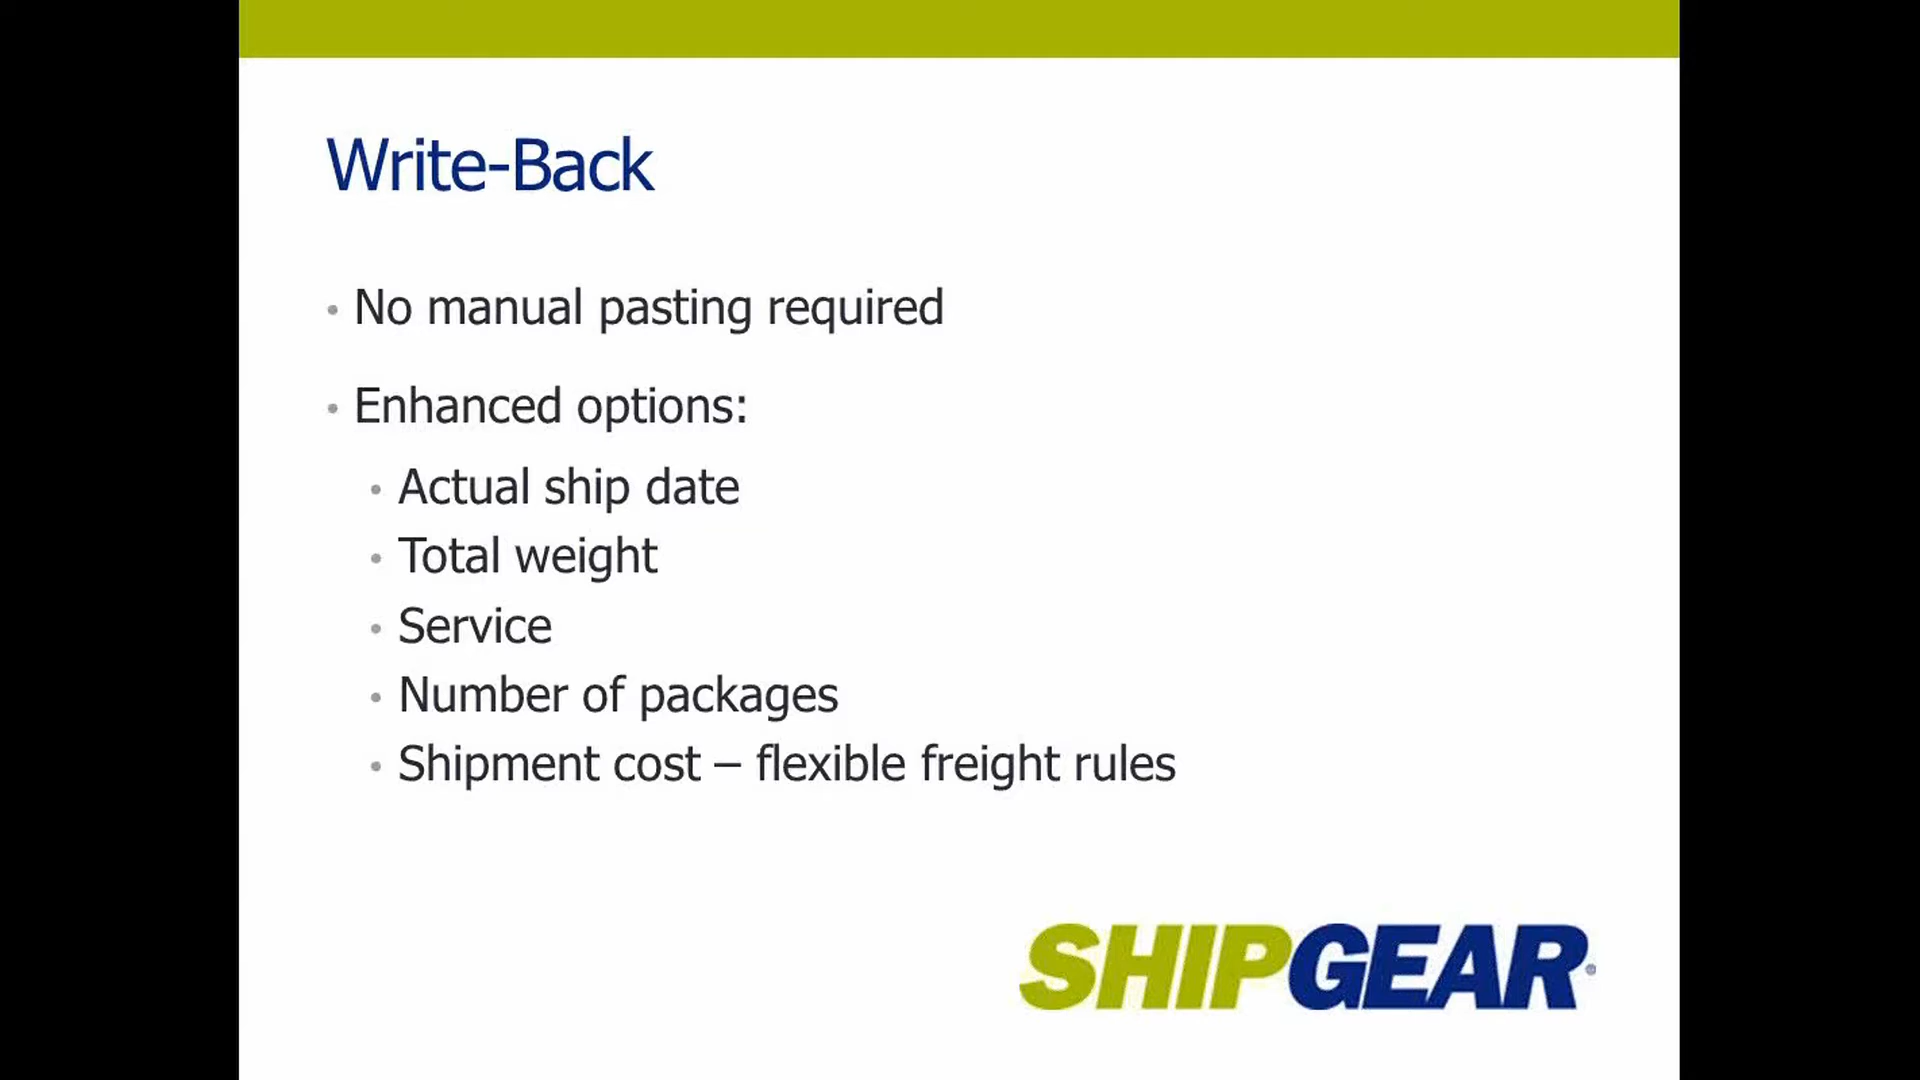 Write-Back
• No manual pasting required
• Enhanced options:
• Actual ship date
• Total weight
• Service
• Number of packages
• Shipment cost – flexible freight rules
SHIPGEAR®